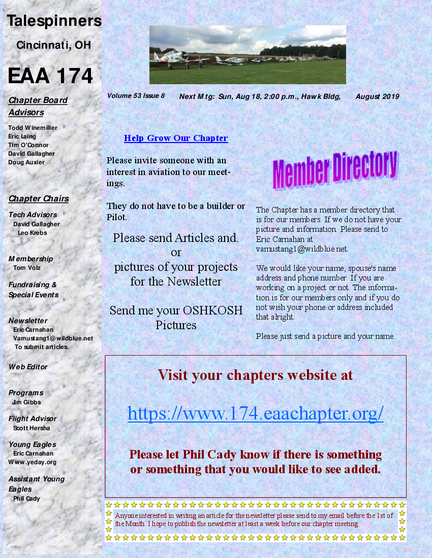 Talespinners
Cincinnati, OH
EAA 174
Chapter Board
Advisors
Todd Winemiller
Eric Laing
Tim O'Connor
David Gallagher
Doug Auxier
Chapter Chairs
Tech Advisors
David Gallagher
Leo Krebs
Membership
Tom Volz
Fundraising &
Special Events
Newsletter
Eric Carnahan
Vamustang1@wildblue.net
To submit articles.
Web Editor
Programs
Jim Gibbs
Flight Advisor
Scott Hersha
Young Eagles
Eric Carnahan
Www.yeday.org
Assistant Young
Eagles
Phil Cady
Volume 53 Issue 8 Next Mtg: Sun, Aug 18, 2:00 p.m., Hawk Bldg, August 2019
Help Grow Our Chapter
Please invite someone with an
interest in aviation to our meet-
ings.
They do not have to be a builder or
Pilot.
Please send Articles and.
or
pictures of your projects
for the Newsletter
Send me your OSHKOSH
Pictures
Member Directory
The Chapter has a member directory that
is for our members. If we do not have your
picture and information. Please send to
Eric Carnahan at
vamustang1@wildblue.net.
We would like your name, spouse's name
address and phone number. If you are
working on a project or not. The informa-
tion is for our members only and if you do
not wish your phone or address included
that alright.
Please just send a picture and your name.
Visit your chapters website at
https://www.174.eaachapter.org/
Please let Phil Cady know if there is something
or something that you would like to see added.
Anyone interested in writing an article for the newsletter please send to my email before the 1st of
the Month. I hope to publish the newsletter at least a week before our chapter meeting.